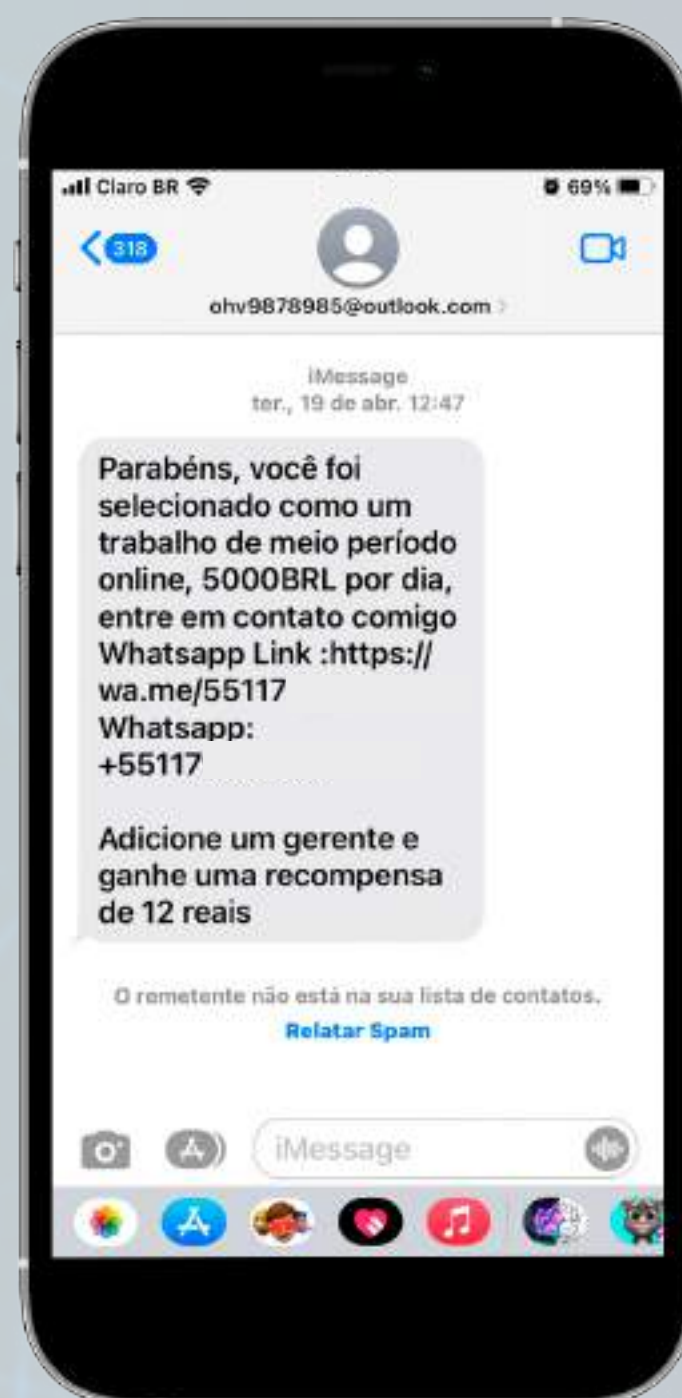 Claro BR
69%
318
ohv9878985@outlook.com
iMessage
ter., 19 de abr. 12:47
Parabéns, você foi
selecionado como um
trabalho de meio período
online, 5000BRL por dia,
entre em contato comigo
Whatsapp Link :https://
wa.me/55117
Whatsapp:
+55117
Adicione um gerente e
ganhe uma recompensa
de 12 reais
O remetente não está na sua lista de contatos.
Relatar Spam
iMessage